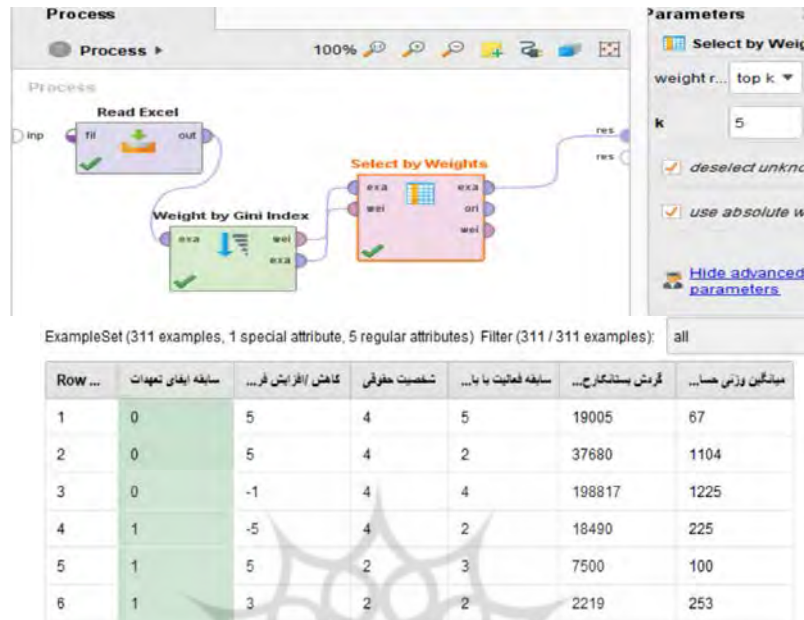 Process
Process
100%
Process
Read Excel
inp
fil
out
Weight by Gini Index
exa
wei
exa
Select by Weights
exa
wei
exa
ori
wei
res
res
Parameters
Select by Weig
weight r... top k
k 5
deselect unkno
use absolute w
Hide advanced
parameters
ExampleSet (311 examples, 1 special attribute, 5 regular attributes) Filter (311 / 311 examples): all
Row ... سابقه ایفای تعهدات کاهش /افزایش فر... شخصیت حقوقی سابقه فعالیت با با... گردش بستانکارح... میانگین وزنی حسا...
1 0 5 4 5 19005 67
2 0 5 4 2 37680 1104
3 0 -1 4 4 198817 1225
4 1 -5 4 2 18490 225
5 1 5 2 3 7500 100
6 1 3 2 2 2219 253